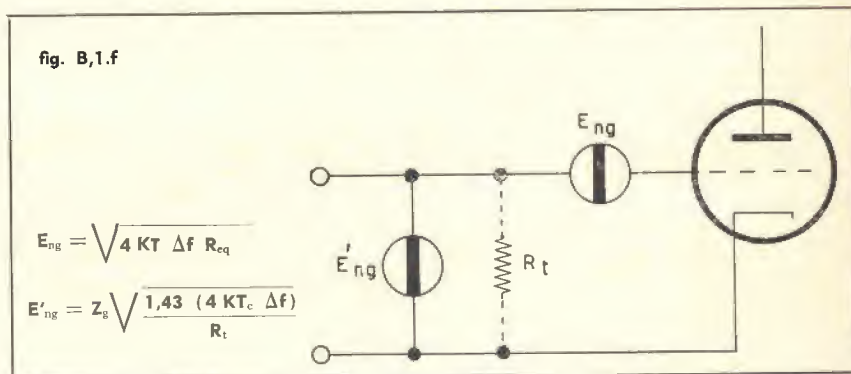 fig. B,1.f
E_ng = √(4 KT Δf R_eq)
E'_ng = Z_g √(1,43 (4 KT_c Δf) / R_t)
E_ng
E'_ng
R_t